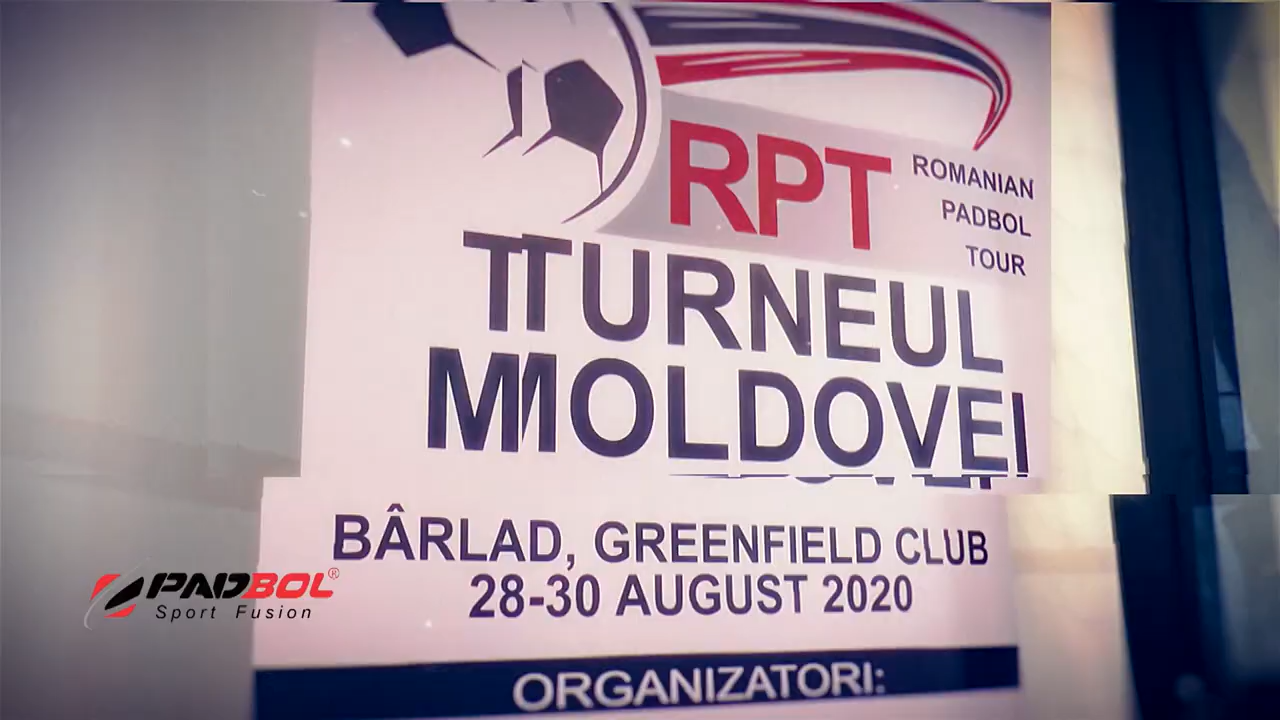 RPT
ROMANIAN
PADBOL
TOUR
TURNEUL
MOLDOVEI
BÂRLAD, GREENFIELD CLUB
28-30 AUGUST 2020
PADBOL®
Sport Fusion
ORGANIZATORI: